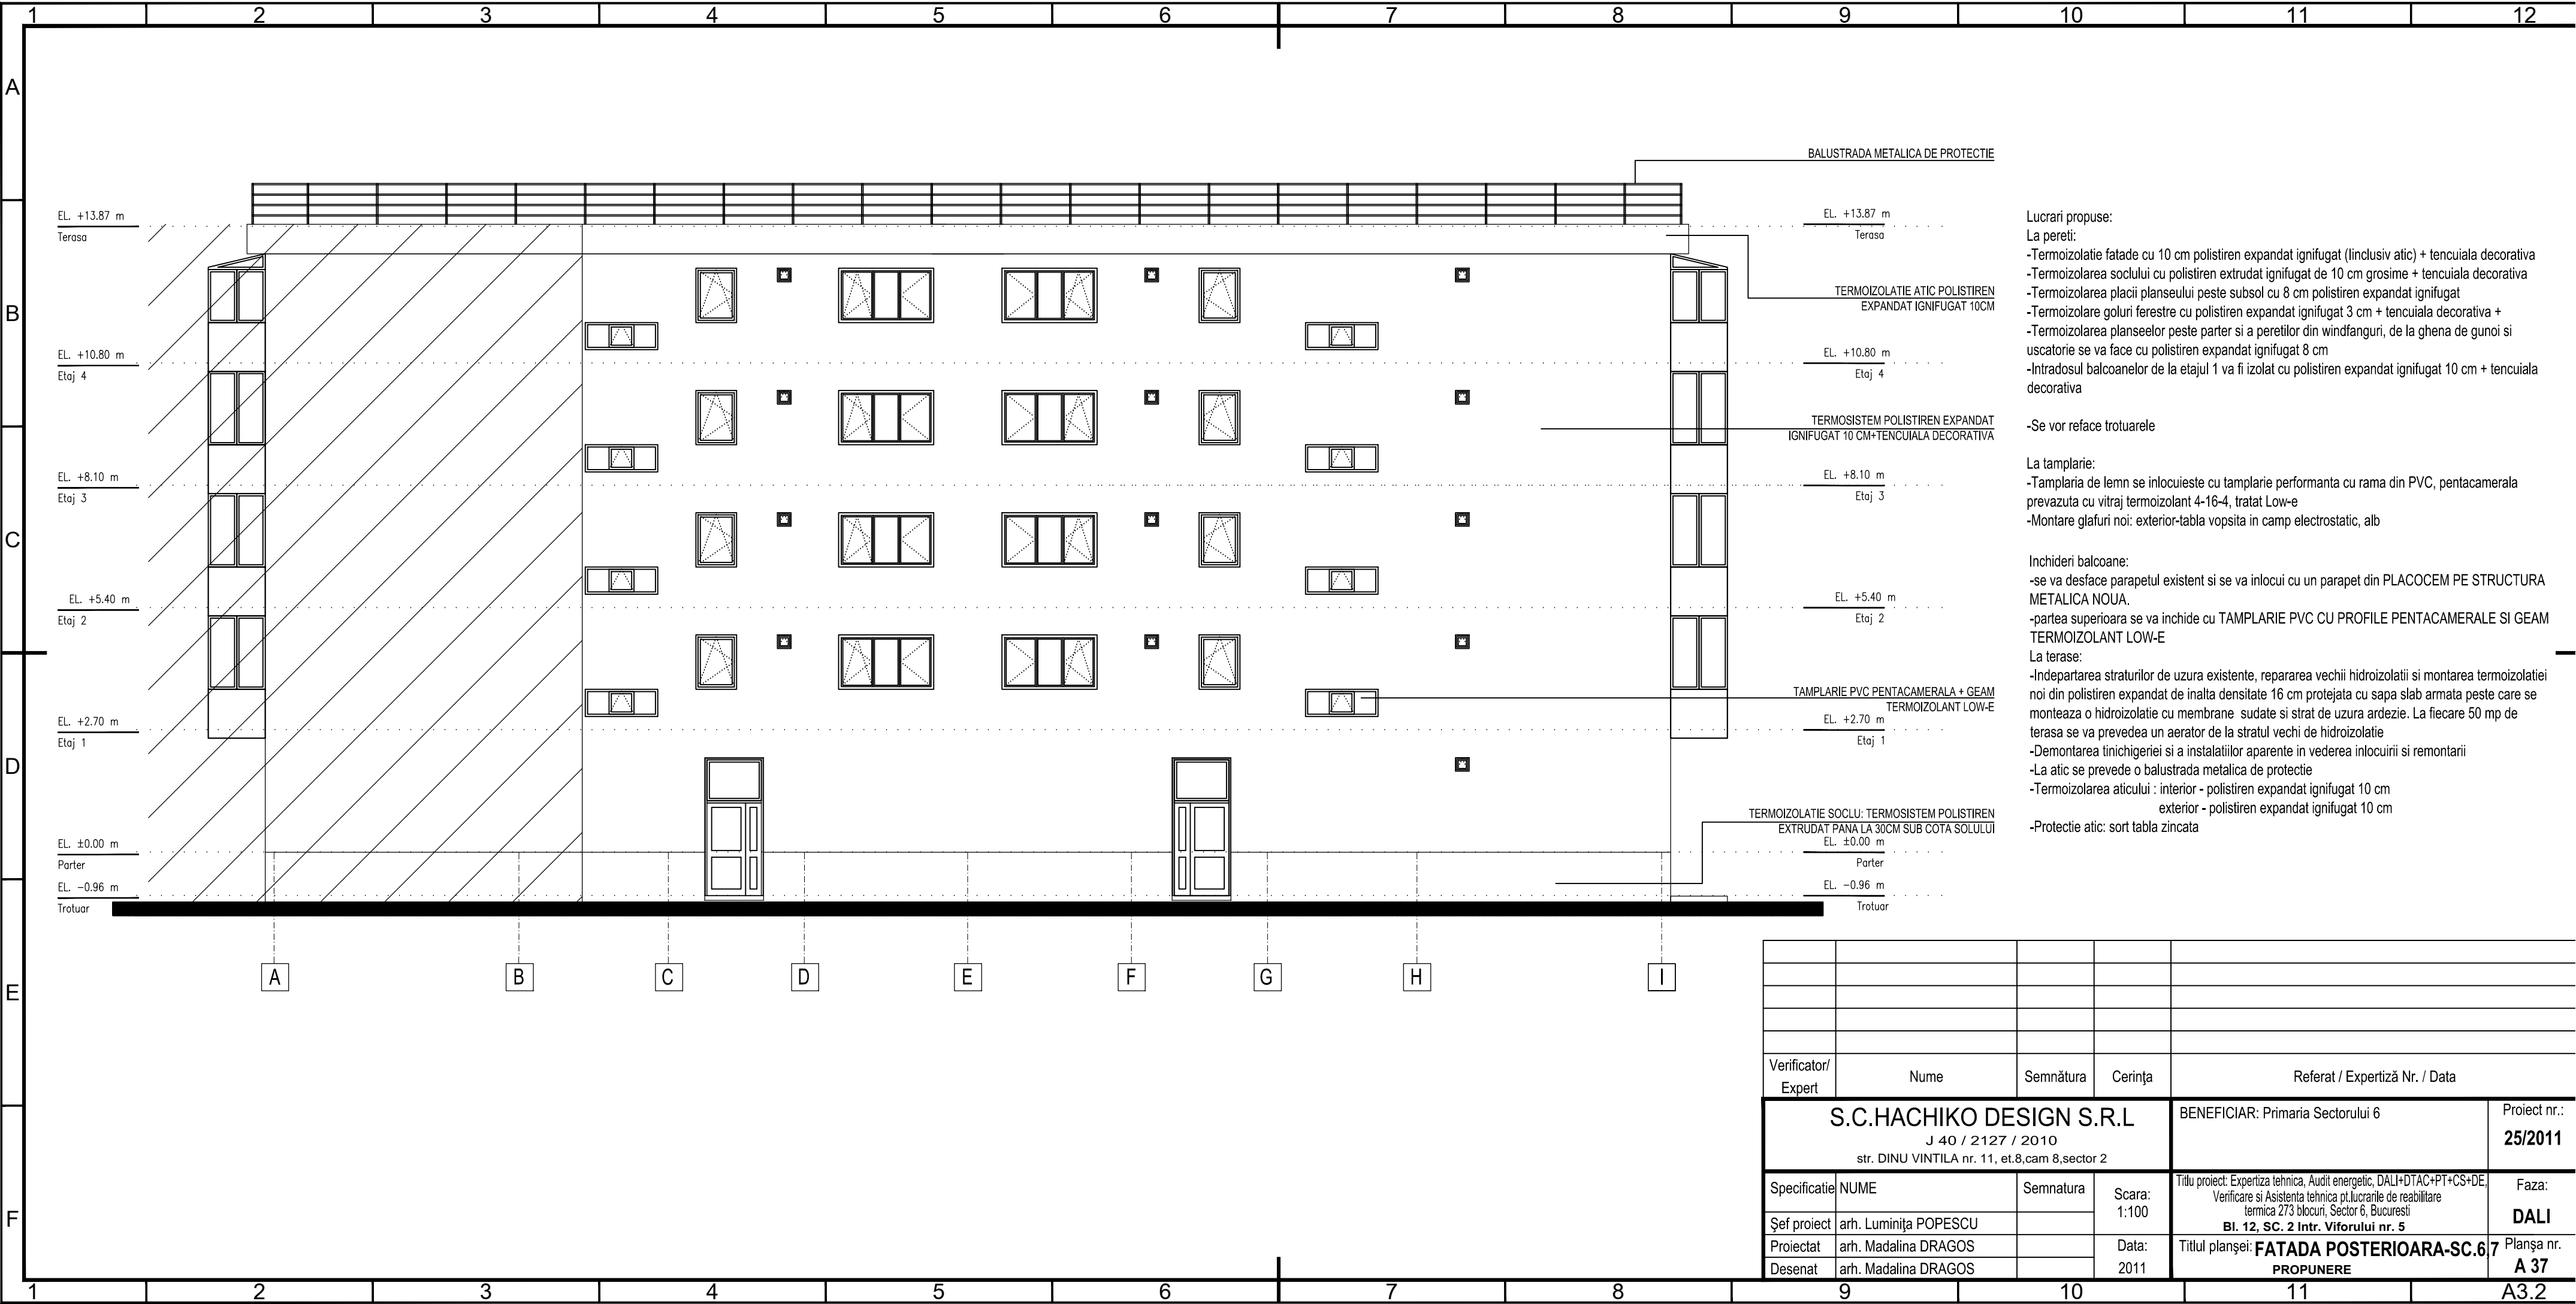 1 2 3 4 5 6 7 8 9 10 11 12
A
B
C
D
E
F
BALUSTRADA METALICA DE PROTECTIE
EL. +13.87 m
Terasa
EL. +10.80 m
Etaj 4
EL. +8.10 m
Etaj 3
EL. +5.40 m
Etaj 2
EL. +2.70 m
Etaj 1
EL. ±0.00 m
Parter
EL. -0.96 m
Trotuar
EL. +13.87 m
Terasa
TERMOIZOLATIE ATIC POLISTIREN
EXPANDAT IGNIFUGAT 10CM
EL. +10.80 m
Etaj 4
TERMOSISTEM POLISTIREN EXPANDAT
IGNIFUGAT 10 CM+TENCUIALA DECORATIVA
EL. +8.10 m
Etaj 3
EL. +5.40 m
Etaj 2
TAMPLARIE PVC PENTACAMERALA + GEAM
TERMOIZOLANT LOW-E
EL. +2.70 m
Etaj 1
TERMOIZOLATIE SOCLU: TERMOSISTEM POLISTIREN
EXTRUDAT PANA LA 30CM SUB COTA SOLULUI
EL. ±0.00 m
Parter
EL. -0.96 m
Trotuar
A B C D E F G H I
Lucrari propuse:
La pereti:
-Termoizolatie fatade cu 10 cm polistiren expandat ignifugat (Iinclusiv atic) + tencuiala decorativa
-Termoizolarea soclului cu polistiren extrudat ignifugat de 10 cm grosime + tencuiala decorativa
-Termoizolarea placii planseului peste subsol cu 8 cm polistiren expandat ignifugat
-Termoizolare goluri ferestre cu polistiren expandat ignifugat 3 cm + tencuiala decorativa +
-Termoizolarea planseelor peste parter si a peretilor din windfanguri, de la ghena de gunoi si
uscatorie se va face cu polistiren expandat ignifugat 8 cm
-Intradosul balcoanelor de la etajul 1 va fi izolat cu polistiren expandat ignifugat 10 cm + tencuiala
decorativa
-Se vor reface trotuarele
La tamplarie:
-Tamplaria de lemn se inlocuieste cu tamplarie performanta cu rama din PVC, pentacamerala
prevazuta cu vitraj termoizolant 4-16-4, tratat Low-e
-Montare glafuri noi: exterior-tabla vopsita in camp electrostatic, alb
Inchideri balcoane:
-se va desface parapetul existent si se va inlocui cu un parapet din PLACOCEM PE STRUCTURA
METALICA NOUA.
-partea superioara se va inchide cu TAMPLARIE PVC CU PROFILE PENTACAMERALE SI GEAM
TERMOIZOLANT LOW-E
La terase:
-Indepartarea straturilor de uzura existente, repararea vechii hidroizolatii si montarea termoizolatiei
noi din polistiren expandat de inalta densitate 16 cm protejata cu sapa slab armata peste care se
monteaza o hidroizolatie cu membrane sudate si strat de uzura ardezie. La fiecare 50 mp de
terasa se va prevedea un aerator de la stratul vechi de hidroizolatie
-Demontarea tinichigeriei si a instalatiilor aparente in vederea inlocuirii si remontarii
-La atic se prevede o balustrada metalica de protectie
-Termoizolarea aticului : interior - polistiren expandat ignifugat 10 cm
exterior - polistiren expandat ignifugat 10 cm
-Protectie atic: sort tabla zincata
Verificator/
Expert
Nume
Semnătura
Cerinţa
Referat / Expertiză Nr. / Data
S.C.HACHIKO DESIGN S.R.L
J 40 / 2127 / 2010
str. DINU VINTILA nr. 11, et.8,cam 8,sector 2
BENEFICIAR: Primaria Sectorului 6
Proiect nr.:
25/2011
Specificatie NUME Semnatura
Scara:
1:100
Şef proiect arh. Luminiţa POPESCU
Proiectat arh. Madalina DRAGOS
Desenat arh. Madalina DRAGOS
Data:
2011
Titlu proiect: Expertiza tehnica, Audit energetic, DALI+DTAC+PT+CS+DE,
Verificare si Asistenta tehnica pt.lucrarile de reabilitare
termica 273 blocuri, Sector 6, Bucuresti
Bl. 12, SC. 2 Intr. Viforului nr. 5
Faza:
DALI
Titlul planşei: FATADA POSTERIOARA-SC.6,7
PROPUNERE
Planşa nr.
A 37
1 2 3 4 5 6 7 8 9 10 11 A3.2